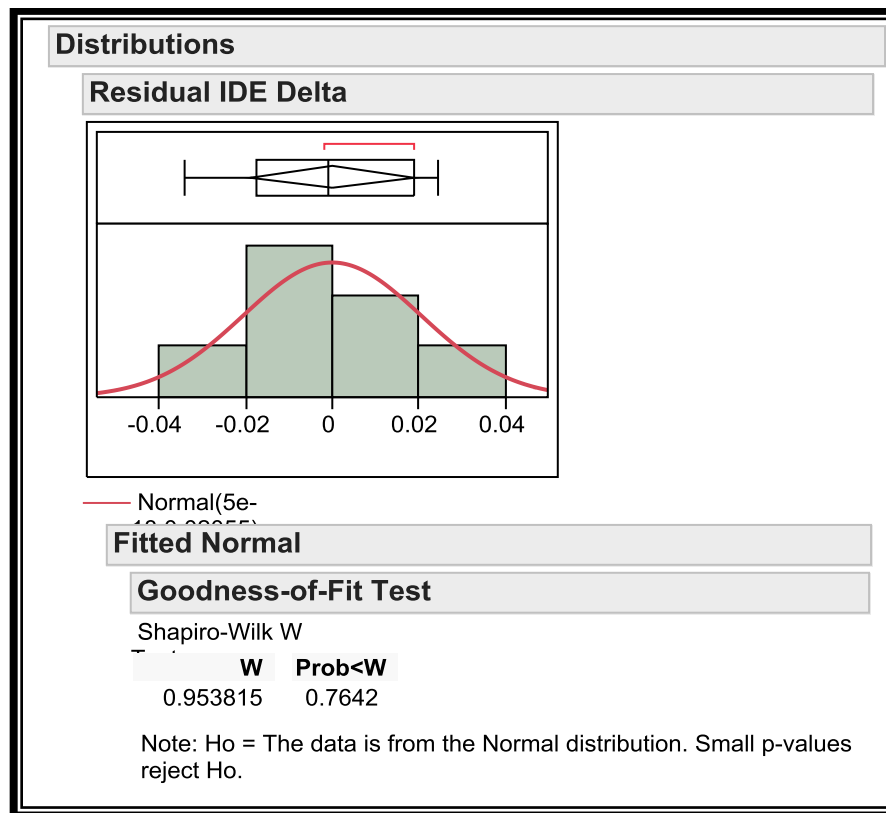 Distributions
Residual IDE Delta
-0.04 -0.02 0 0.02 0.04
Normal(5e-
Fitted Normal
Goodness-of-Fit Test
Shapiro-Wilk W
W Prob<W
0.953815 0.7642
Note: Ho = The data is from the Normal distribution. Small p-values
reject Ho.